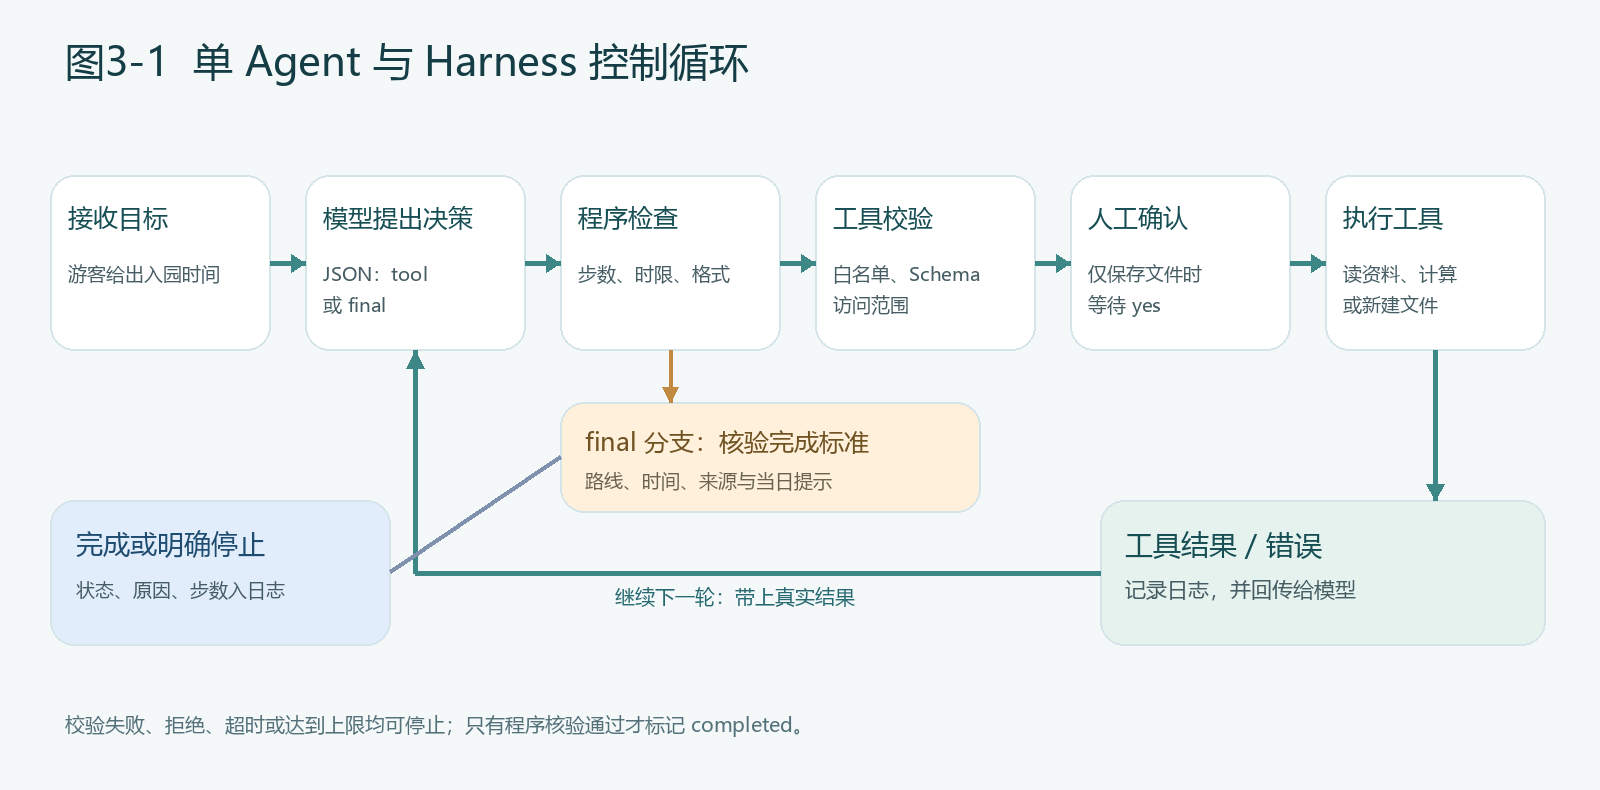 图3-1 单 Agent 与 Harness 控制循环
接收目标
游客给出入园时间
模型提出决策
JSON：tool
或 final
程序检查
步数、时限、格式
工具校验
白名单、Schema
访问范围
人工确认
仅保存文件时
等待 yes
执行工具
读资料、计算
或新建文件
final 分支：核验完成标准
路线、时间、来源与当日提示
完成或明确停止
状态、原因、步数入日志
工具结果 / 错误
记录日志，并回传给模型
继续下一轮：带上真实结果
校验失败、拒绝、超时或达到上限均可停止；只有程序核验通过才标记 completed。